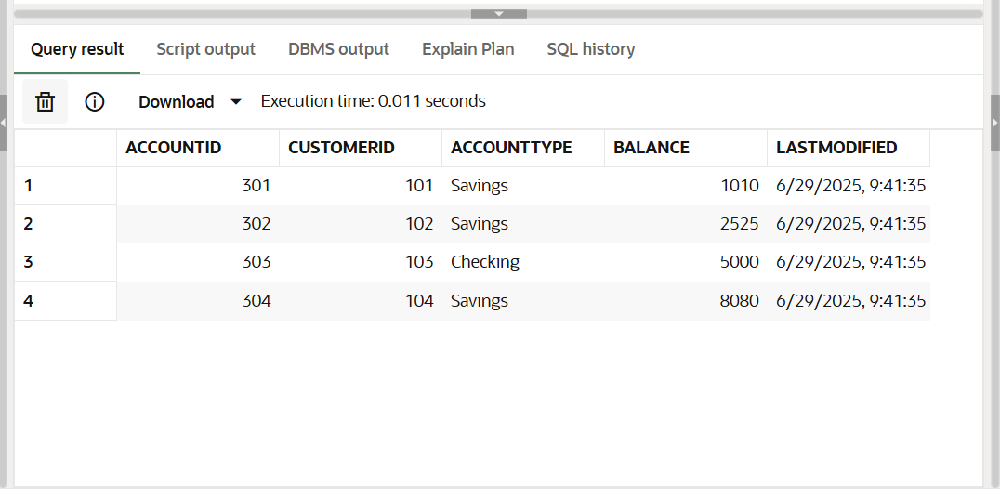 Query result Script output DBMS output Explain Plan SQL history
Download Execution time: 0.011 seconds
ACCOUNTID CUSTOMERID ACCOUNTTYPE BALANCE LASTMODIFIED
1 301 101 Savings 1010 6/29/2025, 9:41:35
2 302 102 Savings 2525 6/29/2025, 9:41:35
3 303 103 Checking 5000 6/29/2025, 9:41:35
4 304 104 Savings 8080 6/29/2025, 9:41:35